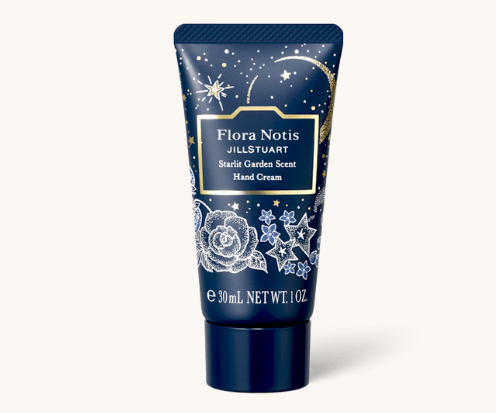 Flora Notis
JILLSTUART
Starlit Garden Scent
Hand Cream
℮ 30mL NET WT. 1 OZ.